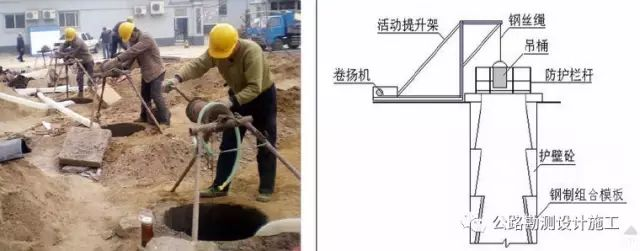 活动提升架
钢丝绳
吊桶
卷扬机
防护栏杆
护壁砼
钢制组合模板
公路勘测设计施工